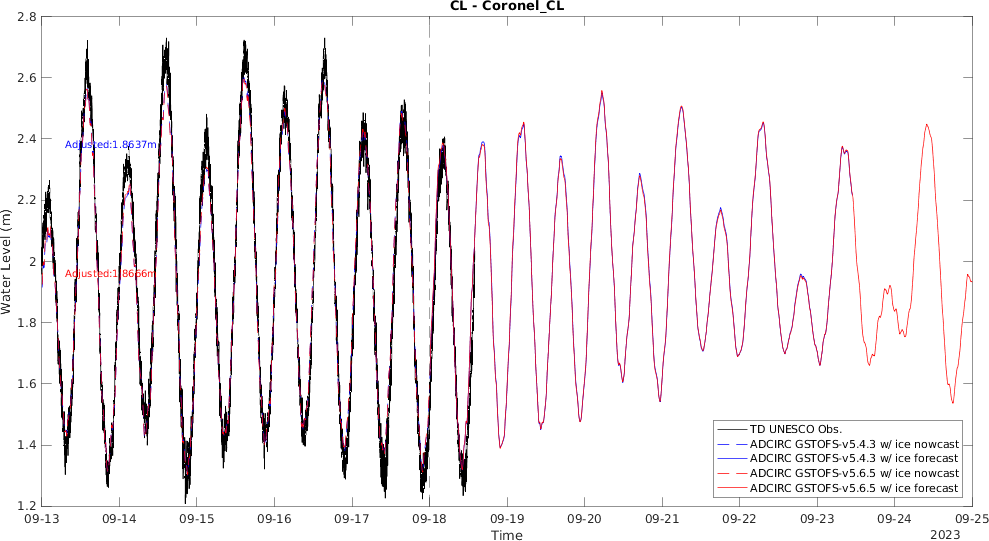 CL - Coronel_CL
Water Level (m)
2.8
2.6
2.4
2.2
2
1.8
1.6
1.4
1.2
Adjusted:1.8637m
Adjusted:1.8666m
TD UNESCO Obs.
ADCIRC GSTOFS-v5.4.3 w/ ice nowcast
ADCIRC GSTOFS-v5.4.3 w/ ice forecast
ADCIRC GSTOFS-v5.6.5 w/ ice nowcast
ADCIRC GSTOFS-v5.6.5 w/ ice forecast
09-13 09-14 09-15 09-16 09-17 09-18 09-19 09-20 09-21 09-22 09-23 09-24 09-25
Time
2023